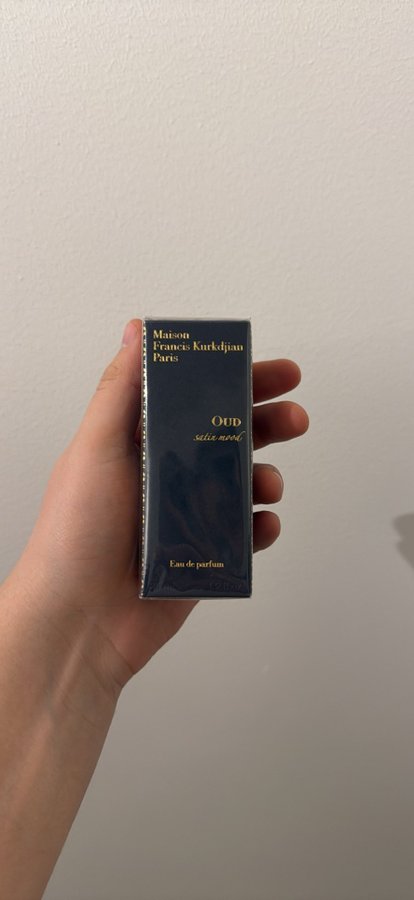 Maison
Francis Kurkdjian
Paris
OUD
satin mood
Eau de parfum